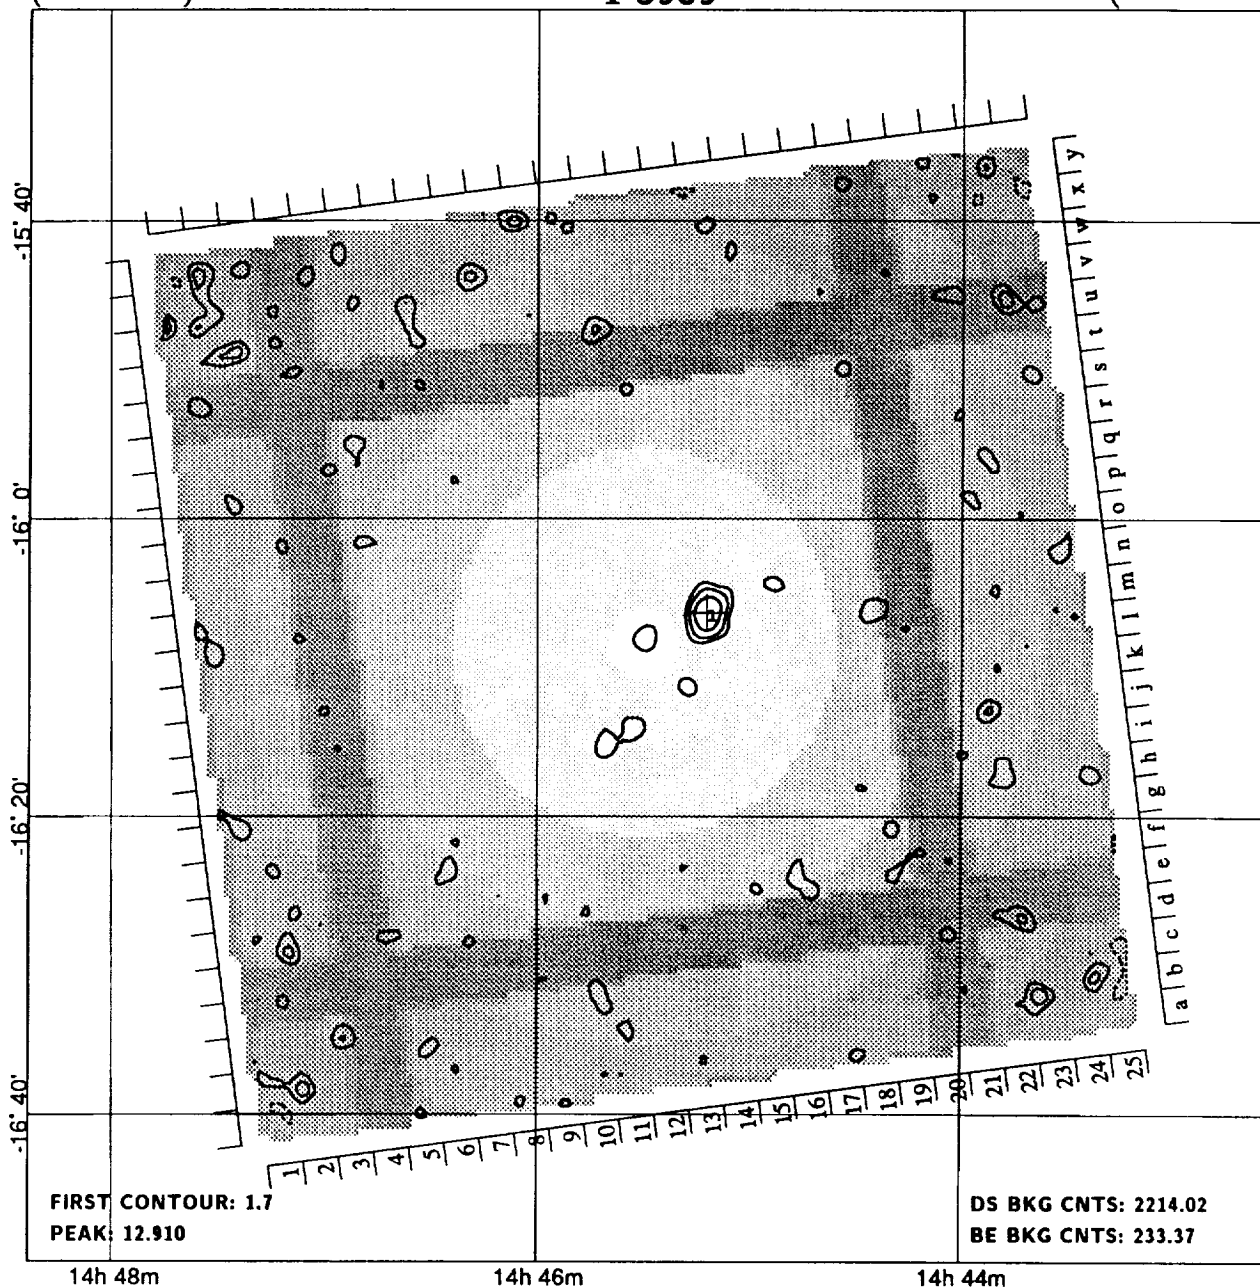 -15° 40'
-16° 0'
-16° 20'
-16° 40'
y
x
w
v
u
t
s
r
q
p
o
n
m
l
k
j
i
h
g
f
e
d
c
b
a
1 2 3 4 5 6 7 8 9 10 11 12 13 14 15 16 17 18 19 20 21 22 23 24 25
FIRST CONTOUR: 1.7
PEAK: 12.910
DS BKG CNTS: 2214.02
BE BKG CNTS: 233.37
14h 48m
14h 46m
14h 44m